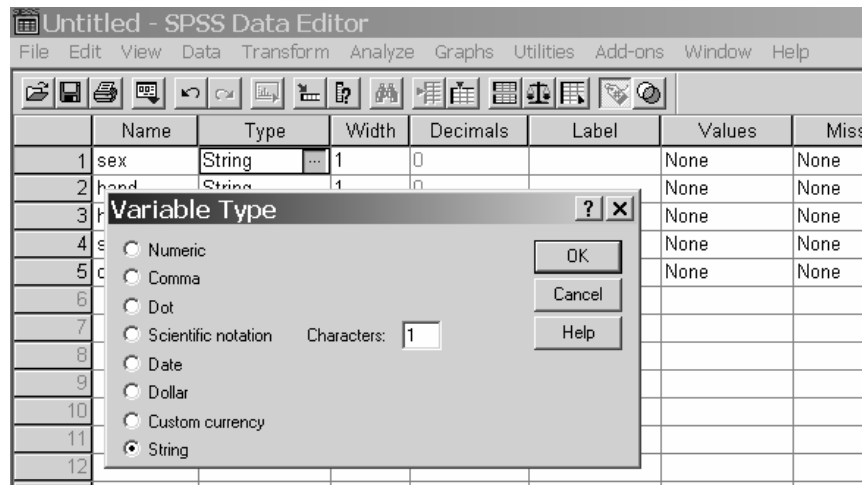 Untitled - SPSS Data Editor
File Edit View Data Transform Analyze Graphs Utilities Add-ons Window Help
Name Type Width Decimals Label Values Miss
1 sex String ... 1 0 None None
2 hand String 1 0 None None
3 h None None
4 s None None
5 None None
6
7
8
9
10
11
12
Variable Type ? X
Numeric
Comma
Dot
Scientific notation Characters: 1
Date
Dollar
Custom currency
String
OK
Cancel
Help